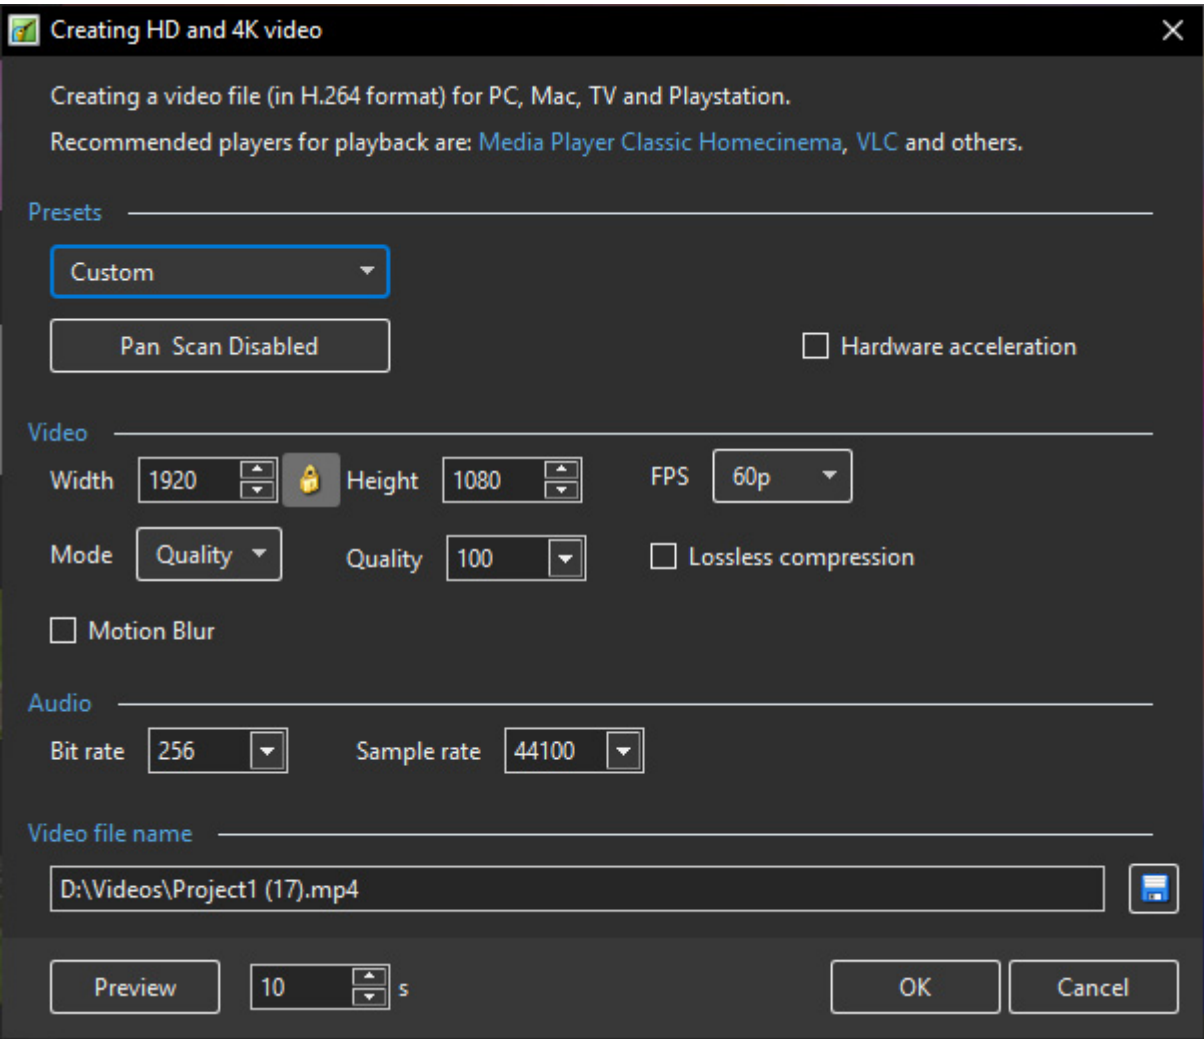 Creating HD and 4K video
Creating a video file (in H.264 format) for PC, Mac, TV and Playstation.
Recommended players for playback are: Media Player Classic Homecinema, VLC and others.
Presets
Custom
Pan  Scan Disabled
Hardware acceleration
Video
Width 1920 Height 1080 FPS 60p
Mode Quality Quality 100 Lossless compression
Motion Blur
Audio
Bit rate 256 Sample rate 44100
Video file name
D:\Videos\Project1 (17).mp4
Preview 10 s OK Cancel